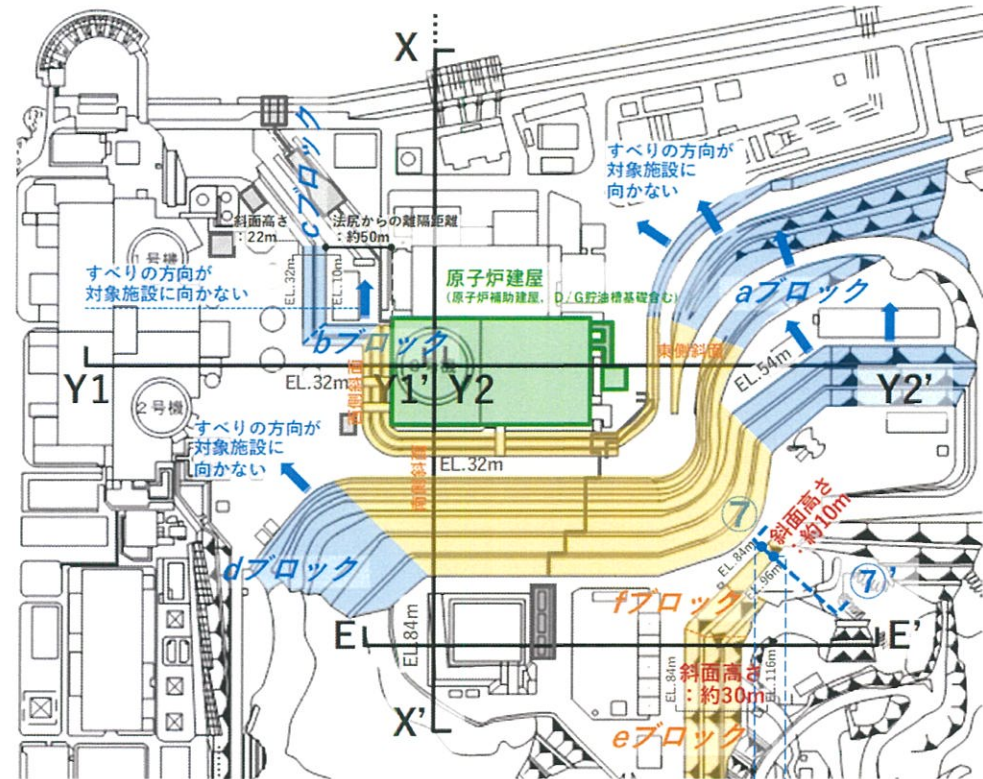 X
cブロック
すべりの方向が
対象施設に
向かない
斜面高さ
：22m
法尻からの離隔距離
：約50m
1号機
EL.32m
EL.10m
すべりの方向が
対象施設に向かない
原子炉建屋
(原子炉補助建屋、D/G貯油槽基礎含む)
aブロック
bブロック
東側斜面
EL.54m
Y1
EL.32m
Y1'
Y2
Y2'
2号機
西側斜面
すべりの方向が
対象施設に
向かない
EL.32m
南側斜面
⑦
斜面高さ
：約10m
EL.84m
EL.96m
⑦'
dブロック
fブロック
E
EL.84m
E'
斜面高さ
：約30m
EL.84m
EL.116m
X'
eブロック